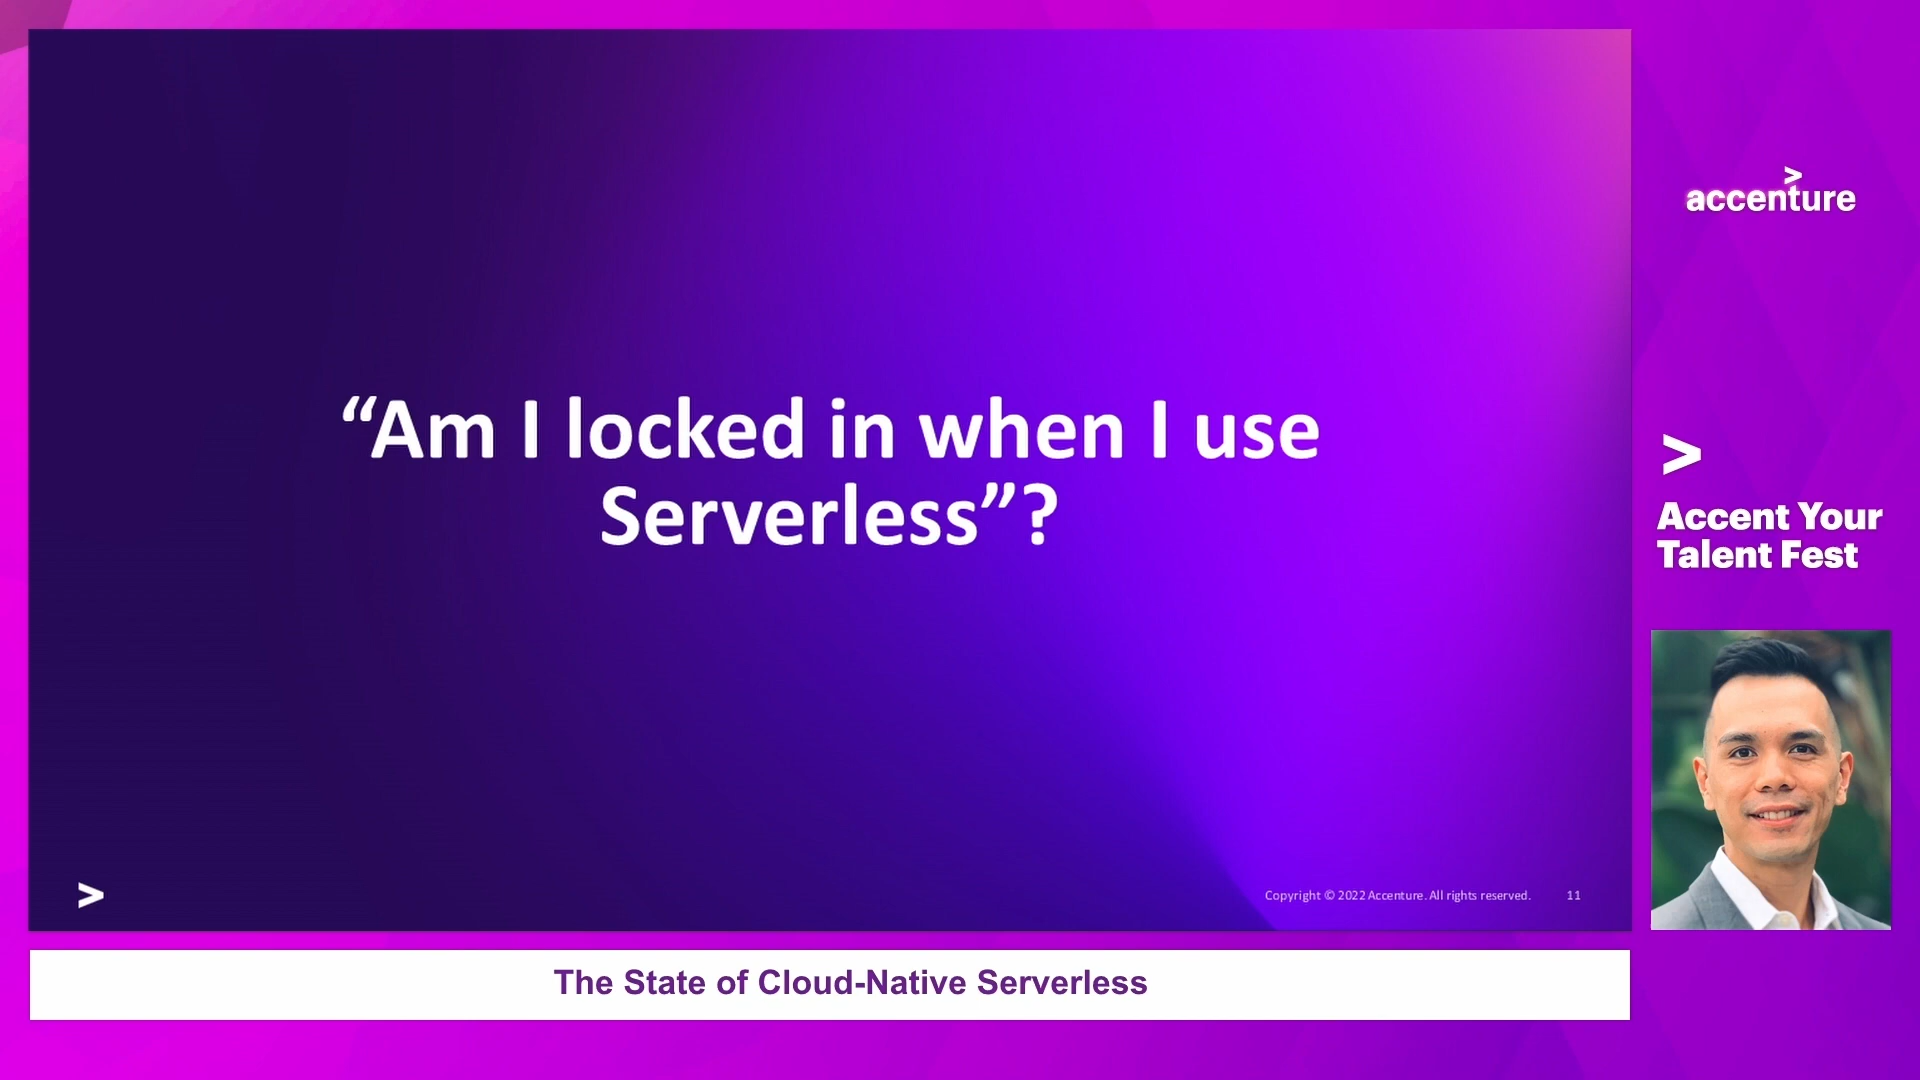 “Am I locked in when I use
Serverless”?
>
Copyright © 2022 Accenture. All rights reserved. 11
accenture
>
Accent Your
Talent Fest
The State of Cloud-Native Serverless